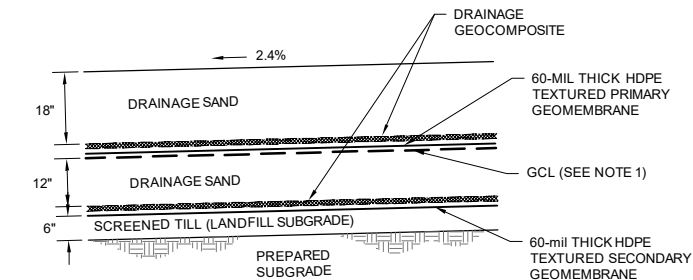 DRAINAGE
GEOCOMPOSITE
2.4%
60-MIL THICK HDPE
TEXTURED PRIMARY
GEOMEMBRANE
18"
DRAINAGE SAND
GCL (SEE NOTE 1)
12"
DRAINAGE SAND
6"
SCREENED TILL (LANDFILL SUBGRADE)
PREPARED
SUBGRADE
60-mil THICK HDPE
TEXTURED SECONDARY
GEOMEMBRANE